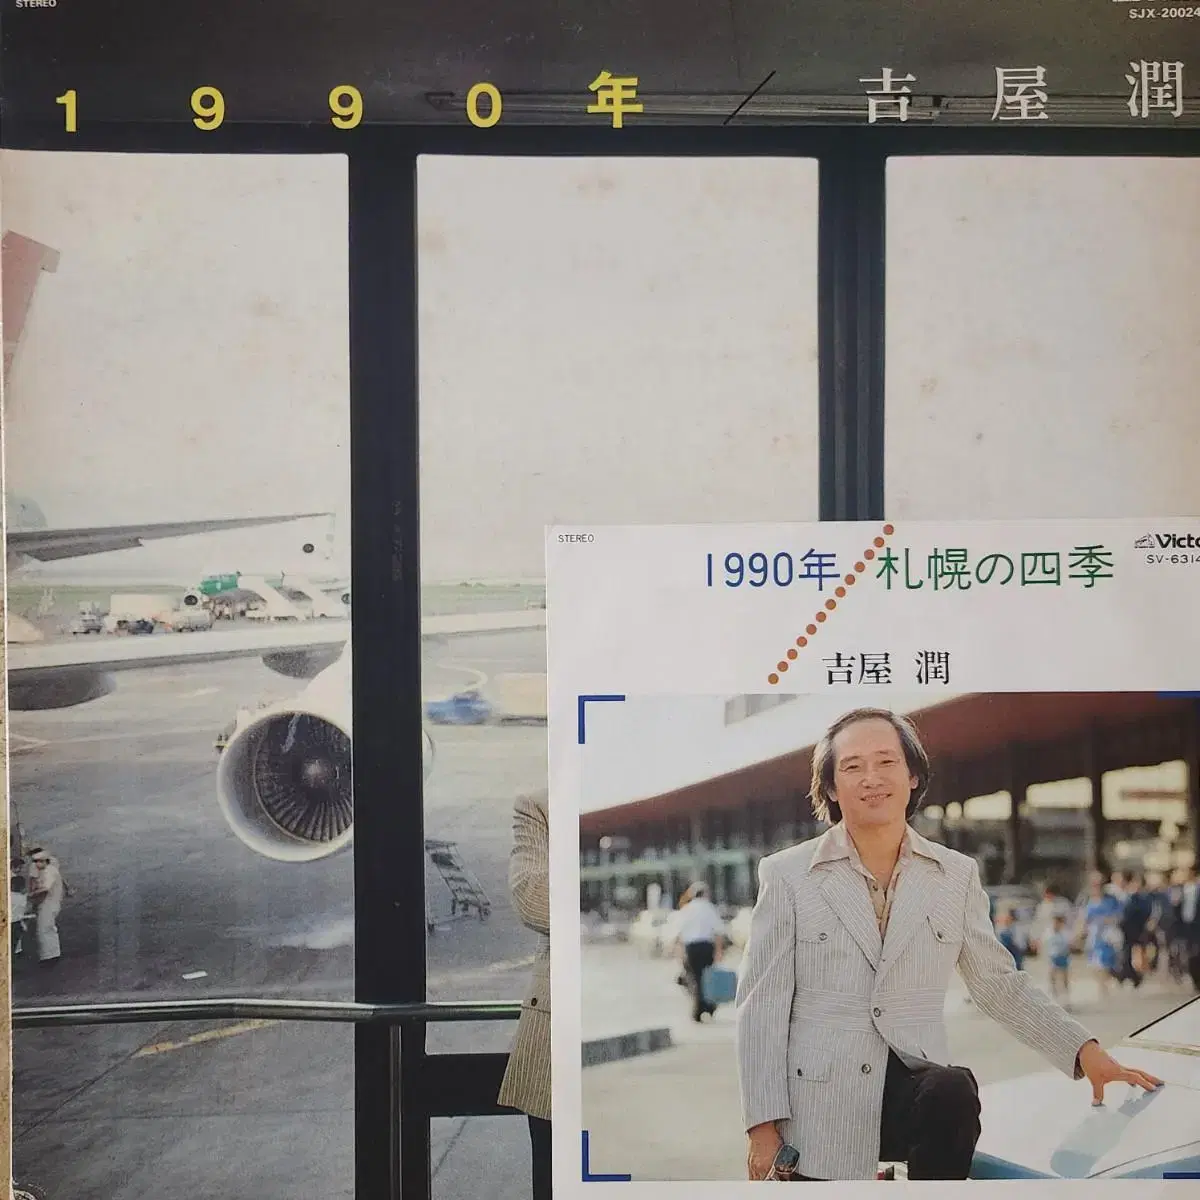 STEREO
SJX-20024
1990年/吉屋潤
STEREO
1990年 札幌の四季
Victo
SV-6314
吉屋 潤